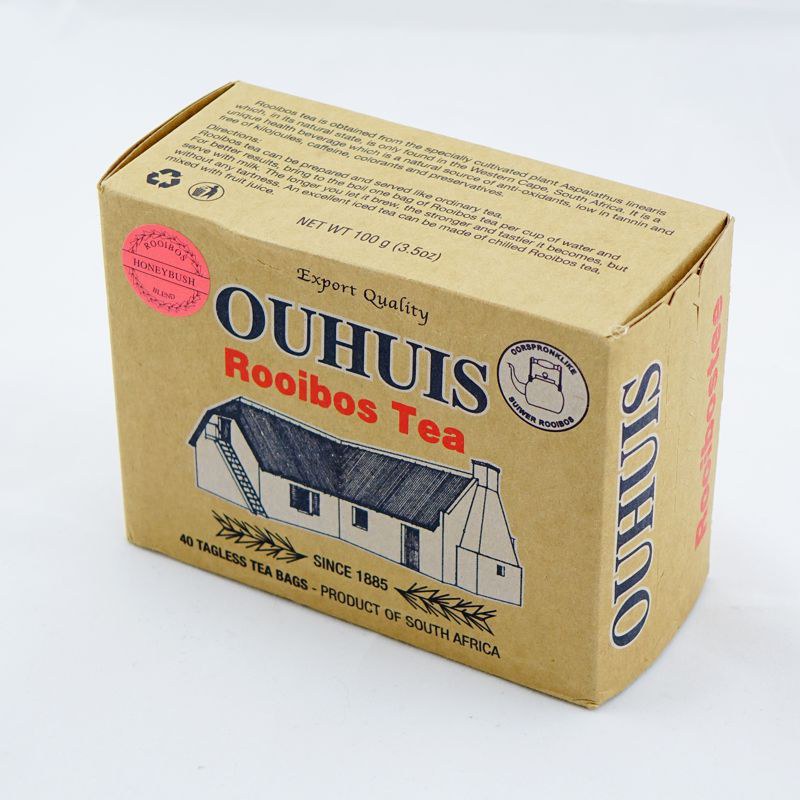 Rooibos tea is obtained from the specially cultivated plant Aspalathus linearis
which, in its natural state, is only found in the Western Cape, South Africa. It is a
unique health beverage which is a natural source of anti-oxidants, low in tannin and
free of kilojoules, caffeine, colorants and preservatives.
Directions:
Rooibos tea can be prepared and served like ordinary tea.
For better results, bring to the boil one bag of Rooibos tea per cup of water and
serve with milk. The longer you let it brew, the stronger and tastier it becomes, but
without any tartness. An excellent iced tea can be made of chilled Rooibos tea,
mixed with fruit juice.
NET WT 100 g (3.5oz)
ROOIBOS
HONEYBUSH
BLEND
Export Quality
OUHUIS
Rooibos Tea
OORSPRONKLIKE
SUIWER ROOIBOS
SINCE 1885
40 TAGLESS TEA BAGS - PRODUCT OF SOUTH AFRICA
OUHUIS
Rooibostee